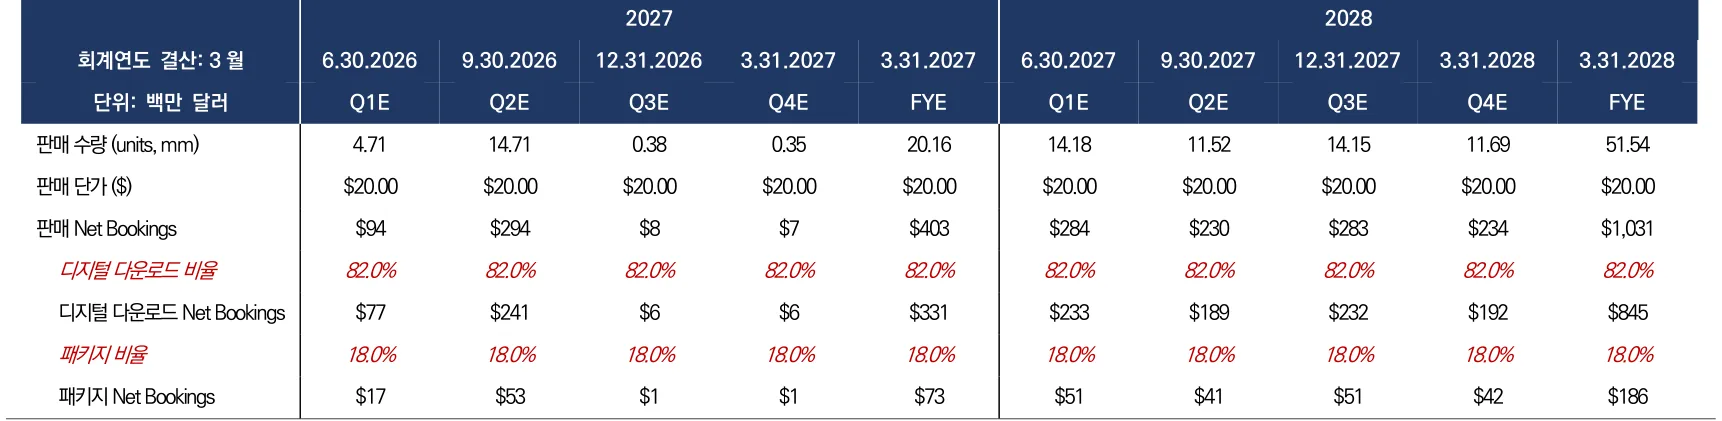 2027 2028
회계연도 결산: 3월 6.30.2026 9.30.2026 12.31.2026 3.31.2027 3.31.2027 6.30.2027 9.30.2027 12.31.2027 3.31.2028 3.31.2028
단위: 백만 달러 Q1E Q2E Q3E Q4E FYE Q1E Q2E Q3E Q4E FYE
판매 수량 (units, mm) 4.71 14.71 0.38 0.35 20.16 14.18 11.52 14.15 11.69 51.54
판매 단가 ($) $20.00 $20.00 $20.00 $20.00 $20.00 $20.00 $20.00 $20.00 $20.00 $20.00
판매 Net Bookings $94 $294 $8 $7 $403 $284 $230 $283 $234 $1,031
디지털 다운로드 비율 82.0% 82.0% 82.0% 82.0% 82.0% 82.0% 82.0% 82.0% 82.0% 82.0%
디지털 다운로드 Net Bookings $77 $241 $6 $6 $331 $233 $189 $232 $192 $845
패키지 비율 18.0% 18.0% 18.0% 18.0% 18.0% 18.0% 18.0% 18.0% 18.0% 18.0%
패키지 Net Bookings $17 $53 $1 $1 $73 $51 $41 $51 $42 $186